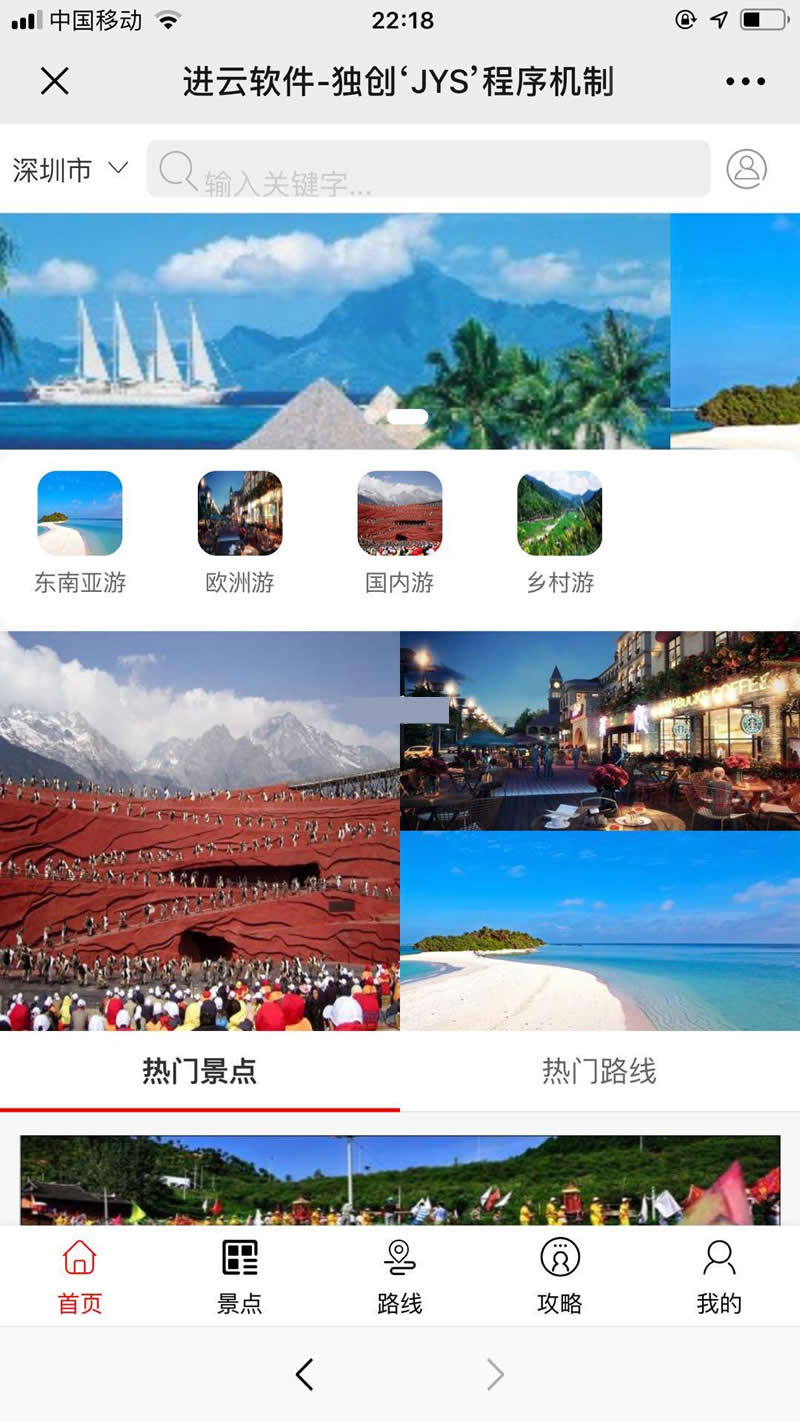 中国移动
22:18
进云软件-独创‘JYS’程序机制
深圳市
输入关键字...
东南亚游
欧洲游
国内游
乡村游
热门景点
热门路线
首页
景点
路线
攻略
我的